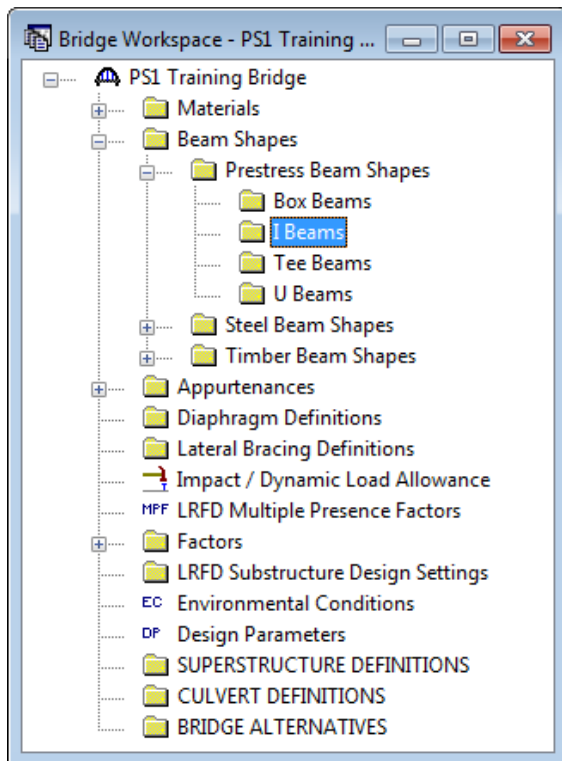 Bridge Workspace - PS1 Training ...
PS1 Training Bridge
Materials
Beam Shapes
Prestress Beam Shapes
Box Beams
I Beams
Tee Beams
U Beams
Steel Beam Shapes
Timber Beam Shapes
Appurtenances
Diaphragm Definitions
Lateral Bracing Definitions
Impact / Dynamic Load Allowance
MPF LRFD Multiple Presence Factors
Factors
LRFD Substructure Design Settings
EC Environmental Conditions
DP Design Parameters
SUPERSTRUCTURE DEFINITIONS
CULVERT DEFINITIONS
BRIDGE ALTERNATIVES